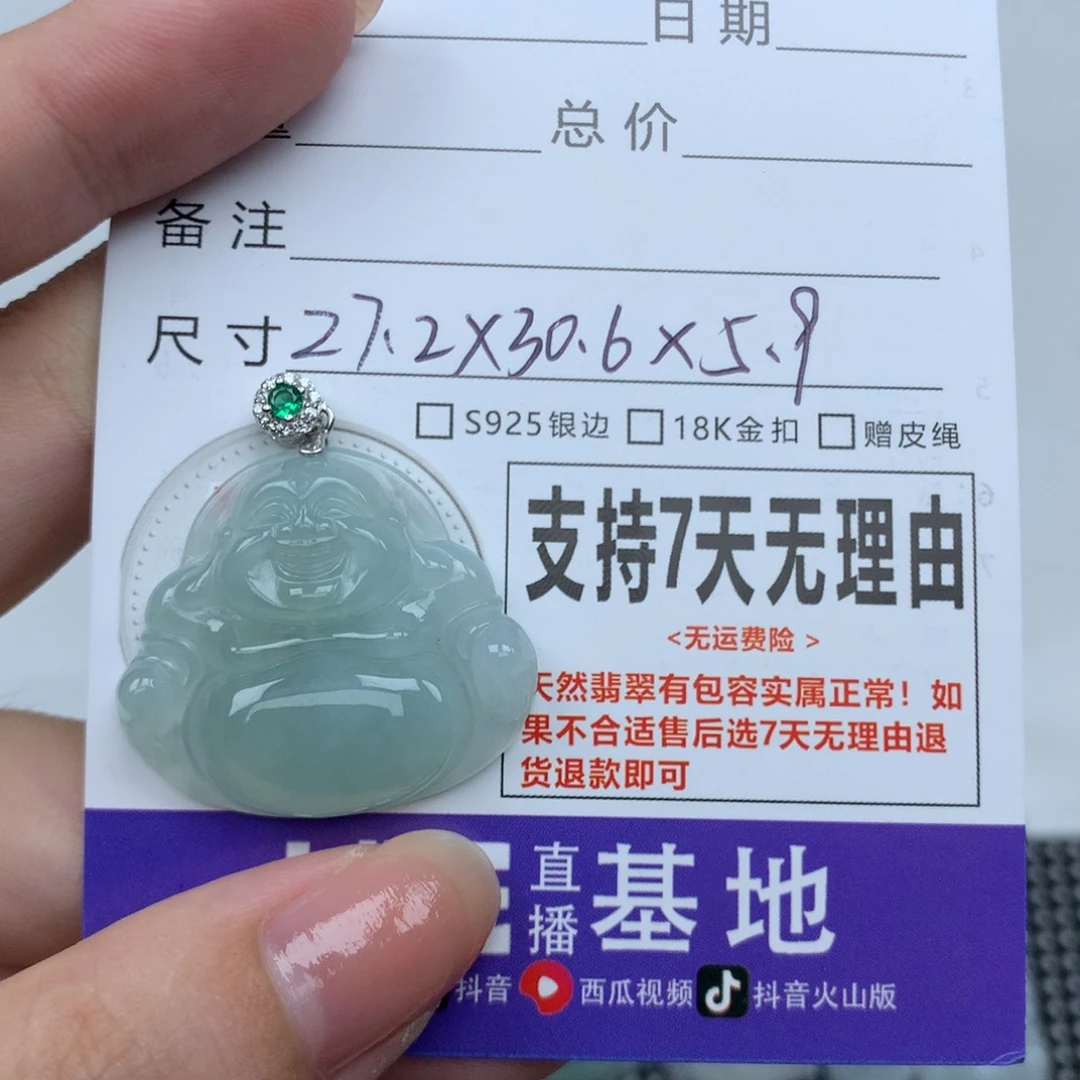 日期
总价
备注
尺寸 27.2X30.6X5.9
S925银边 18K金扣 赠皮绳
支持7天无理由
<无运费险 >
天然翡翠有包容实属正常！如
果不合适售后选7天无理由退
货退款即可
直播基地
抖音 西瓜视频 抖音火山版